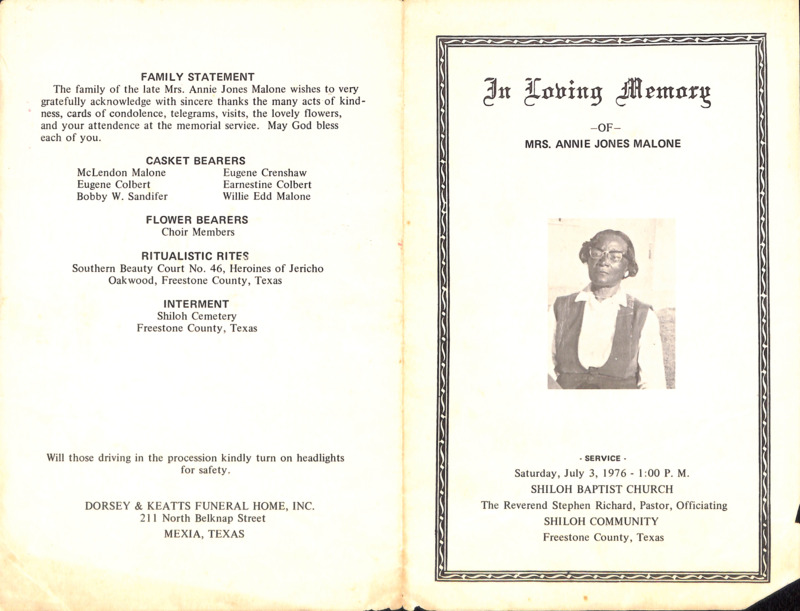 FAMILY STATEMENT
The family of the late Mrs. Annie Jones Malone wishes to very
gratefully acknowledge with sincere thanks the many acts of kind-
ness, cards of condolence, telegrams, visits, the lovely flowers,
and your attendence at the memorial service. May God bless
each of you.
CASKET BEARERS
McLendon Malone Eugene Crenshaw
Eugene Colbert Earnestine Colbert
Bobby W. Sandifer Willie Edd Malone
FLOWER BEARERS
Choir Members
RITUALISTIC RITES
Southern Beauty Court No. 46, Heroines of Jericho
Oakwood, Freestone County, Texas
INTERMENT
Shiloh Cemetery
Freestone County, Texas
Will those driving in the procession kindly turn on headlights
for safety.
DORSEY & KEATTS FUNERAL HOME, INC.
211 North Belknap Street
MEXIA, TEXAS
In Loving Memory
–OF–
MRS. ANNIE JONES MALONE
- SERVICE -
Saturday, July 3, 1976 - 1:00 P. M.
SHILOH BAPTIST CHURCH
The Reverend Stephen Richard, Pastor, Officiating
SHILOH COMMUNITY
Freestone County, Texas